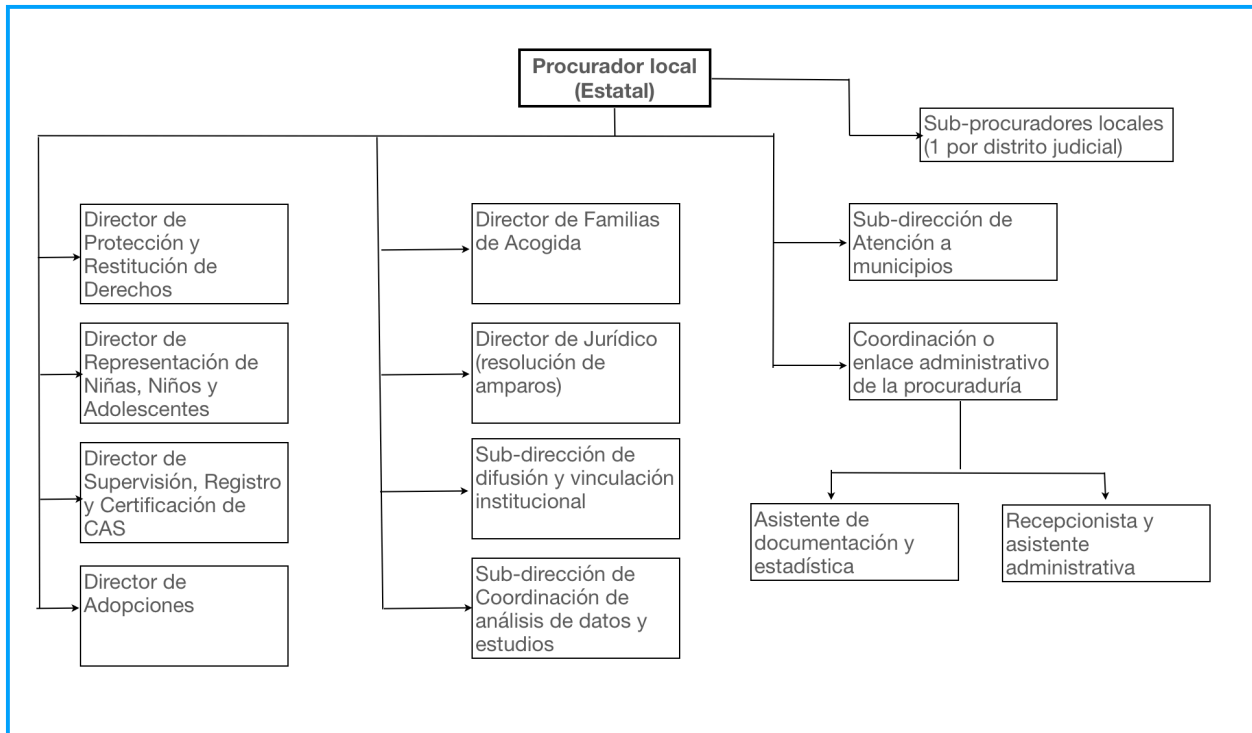 Procurador local
(Estatal)
Sub-procuradores locales
(1 por distrito judicial)
Director de
Protección y
Restitución de
Derechos
Director de
Representación de
Niñas, Niños y
Adolescentes
Director de
Supervisión, Registro
y Certificación de
CAS
Director de
Adopciones
Director de Familias
de Acogida
Director de Jurídico
(resolución de
amparos)
Sub-dirección de
difusión y vinculación
institucional
Sub-dirección de
Coordinación de
análisis de datos y
estudios
Sub-dirección de
Atención a
municipios
Coordinación o
enlace administrativo
de la procuraduría
Asistente de
documentación y
estadística
Recepcionista y
asistente
administrativa